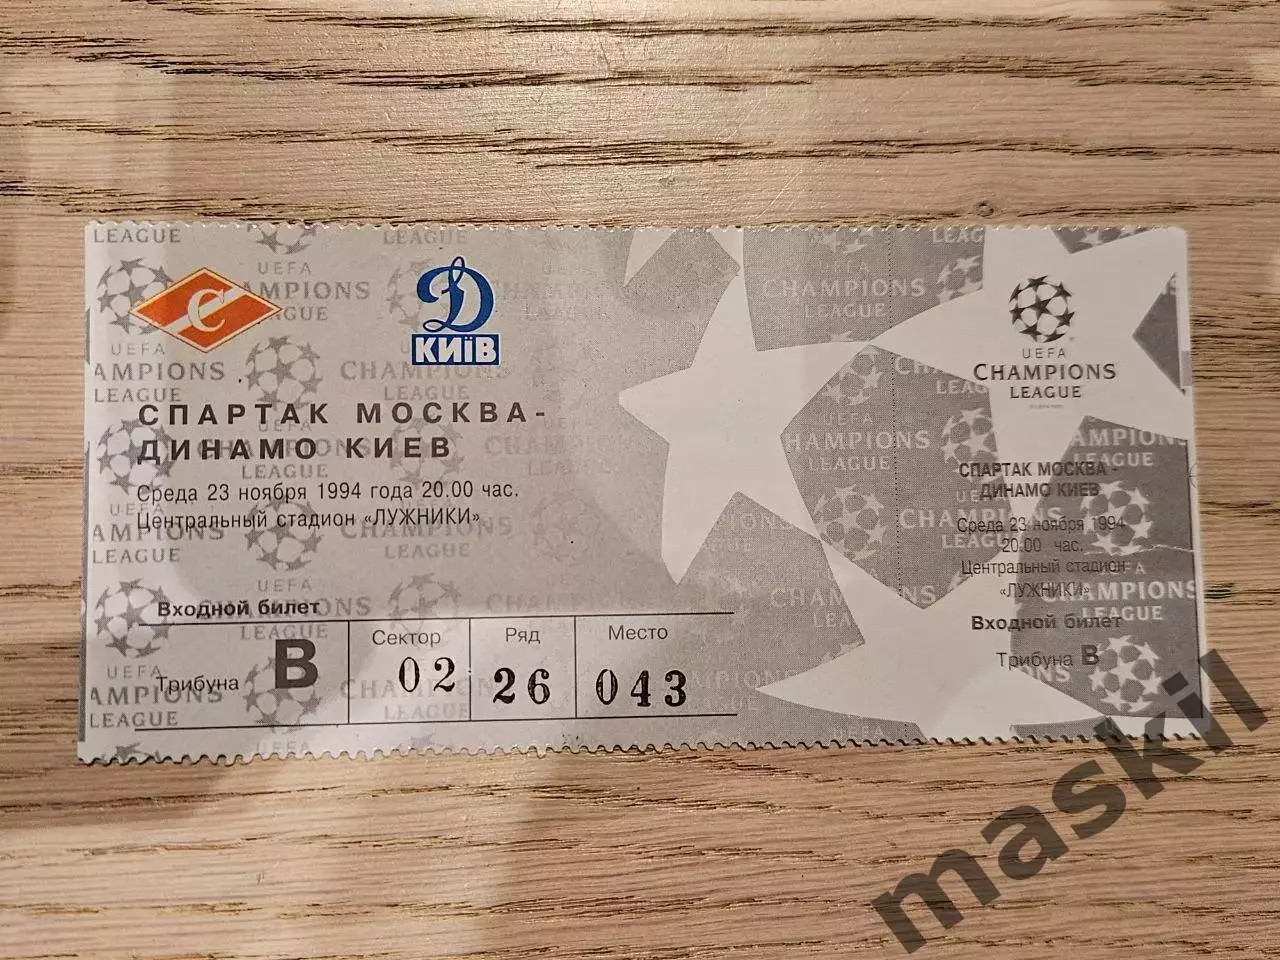 КИЇВ
СПАРТАК МОСКВА-
ДИНАМО КИЕВ
Среда 23 ноября 1994 года 20.00 час.
Центральный стадион «ЛУЖНИКИ»
Входной билет
Трибуна В
Сектор 02
Ряд 26
Место 043
UEFA
CHAMPIONS
LEAGUE
СПАРТАК МОСКВА -
ДИНАМО КИЕВ
Среда 23 ноября 1994
20.00 час.
Центральный стадион
«ЛУЖНИКИ»
Входной билет
Трибуна В
maskil